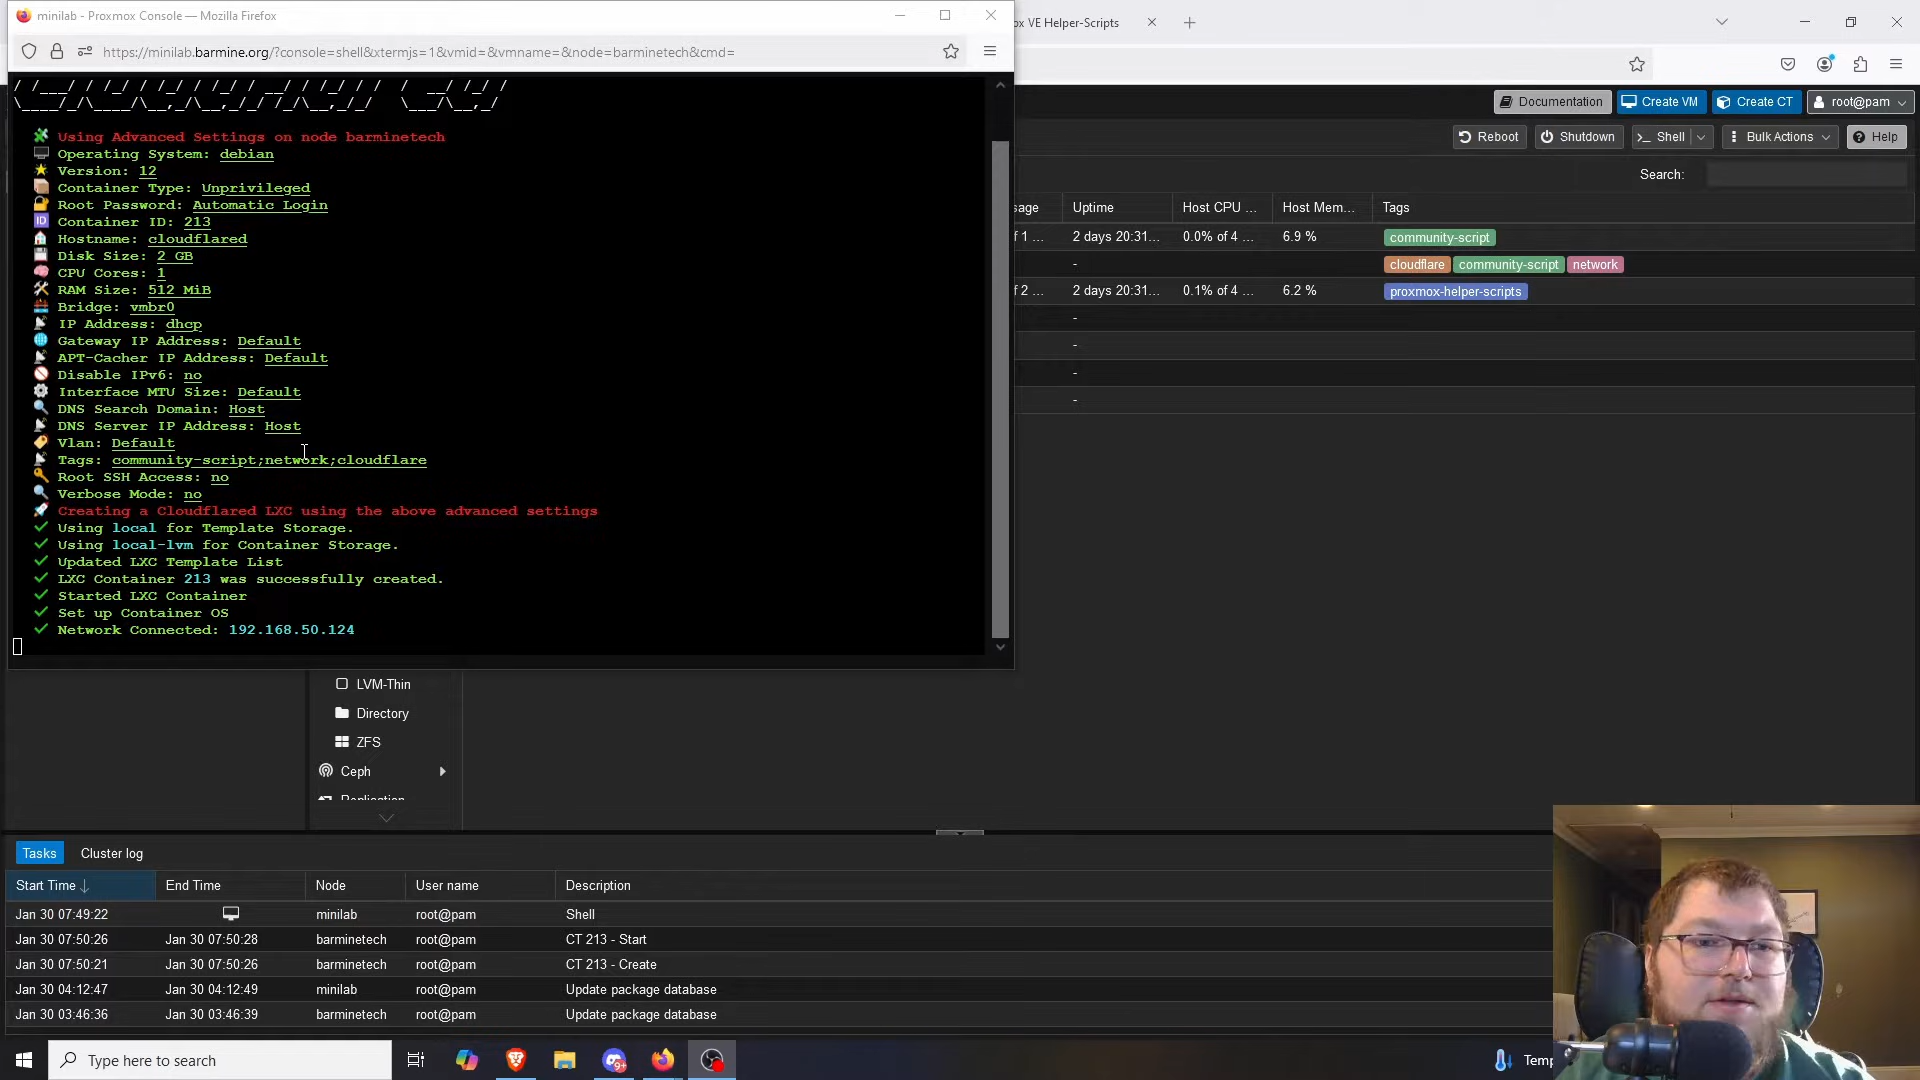 minilab - Proxmox Console — Mozilla Firefox
https://minilab.barmine.org/?console=shell&xtermjs=1&vmid=&vmname=&node=barminetech&cmd=
VE Helper-Scripts
Documentation
Create VM
Create CT
root@pam
Reboot
Shutdown
Shell
Bulk Actions
Help
Search:
Using Advanced Settings on node barminetech
Operating System: debian
Version: 12
Container Type: Unprivileged
Root Password: Automatic Login
Container ID: 213
Hostname: cloudflared
Disk Size: 2 GB
CPU Cores: 1
RAM Size: 512 MiB
Bridge: vmbr0
IP Address: dhcp
Gateway IP Address: Default
APT-Cacher IP Address: Default
Disable IPv6: no
Interface MTU Size: Default
DNS Search Domain: Host
DNS Server IP Address: Host
Vlan: Default
Tags: community-script;network;cloudflare
Root SSH Access: no
Verbose Mode: no
Creating a Cloudflared LXC using the above advanced settings
Using local for Template Storage.
Using local-lvm for Container Storage.
Updated LXC Template List
LXC Container 213 was successfully created.
Started LXC Container
Set up Container OS
Network Connected: 192.168.50.124
Uptime Host CPU ... Host Mem... Tags
1 ... 2 days 20:31... 0.0% of 4 ... 6.9 % community-script
- cloudflare community-script network
2 ... 2 days 20:31... 0.1% of 4 ... 6.2 % proxmox-helper-scripts
-
-
-
-
LVM-Thin
Directory
ZFS
Ceph
Tasks
Cluster log
Start Time End Time Node User name Description
Jan 30 07:49:22 minilab root@pam Shell
Jan 30 07:50:26 Jan 30 07:50:28 barminetech root@pam CT 213 - Start
Jan 30 07:50:21 Jan 30 07:50:26 barminetech root@pam CT 213 - Create
Jan 30 04:12:47 Jan 30 04:12:49 minilab root@pam Update package database
Jan 30 03:46:36 Jan 30 03:46:39 barminetech root@pam Update package database
Type here to search